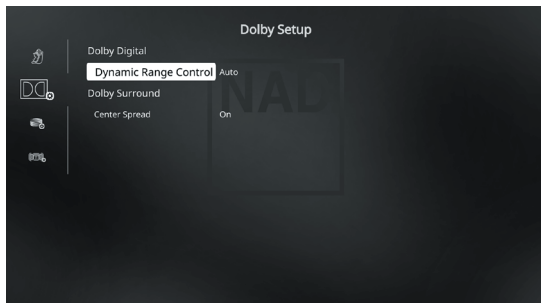 Dolby Setup
Dolby Digital
Dynamic Range Control Auto
Dolby Surround
Center Spread On
NAD